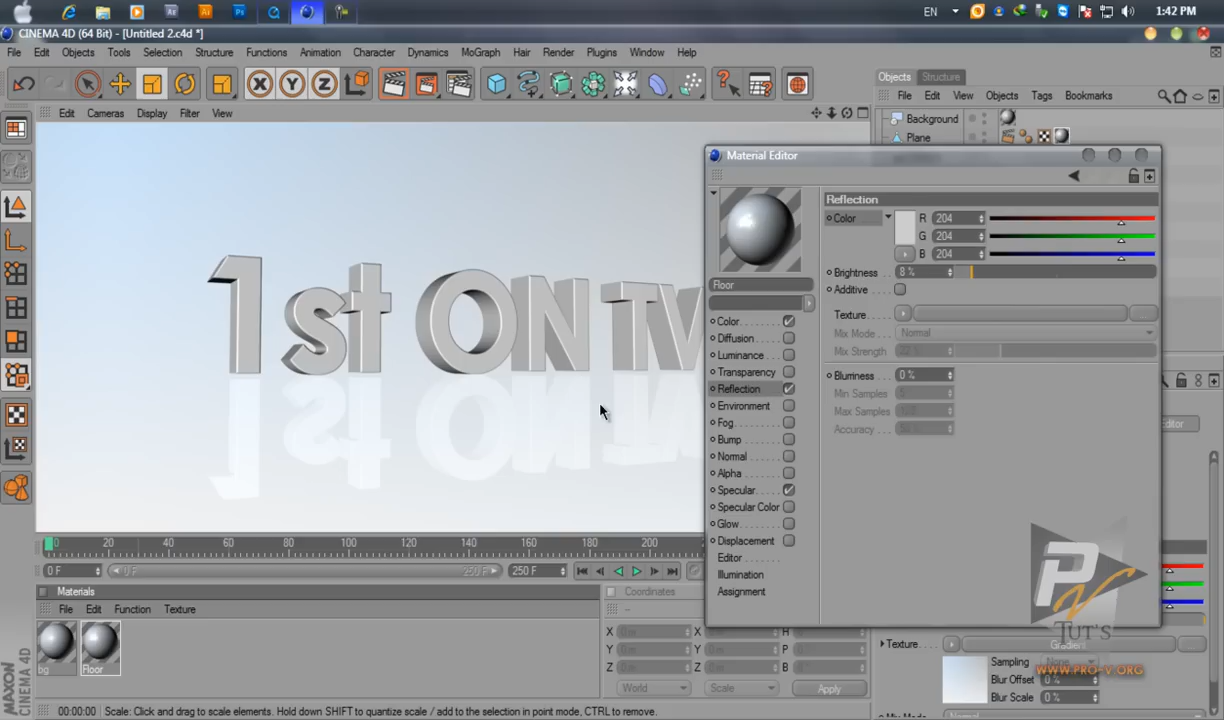 EN
1:42 PM
CINEMA 4D (64 Bit) - [Untitled 2.c4d *]
File Edit Objects Tools Selection Structure Functions Animation Character Dynamics MoGraph Hair Render Plugins Window Help
X Y Z
Objects Structure
File Edit View Objects Tags Bookmarks
Edit Cameras Display Filter View
Background
Plane
Material Editor
Floor
Color
Diffusion
Luminance
Transparency
Reflection
Environment
Fog
Bump
Normal
Alpha
Specular
Specular Color
Glow
Displacement
Editor
Illumination
Assignment
Reflection
Color R 204
G 204
B 204
Brightness 8 %
Additive
Texture
Mix Mode Normal
Mix Strength
Blurriness 0 %
Min Samples 5
Max Samples
Accuracy
1st ON TV
0 20 40 60 80 100 120 140 160 180 200
0 F 0 F 250 F 250 F
Materials
File Edit Function Texture
bg
Floor
Coordinates
X X H
Y Y P
Z Z B
World Scale Apply
Editor
PV
TUT'S
WWW.PRO-V.ORG
Texture Gradient
Sampling None
Blur Offset 0 %
Blur Scale 0 %
MAXON
CINEMA 4D
00:00:00 Scale: Click and drag to scale elements. Hold down SHIFT to quantize scale / add to the selection in point mode, CTRL to remove.